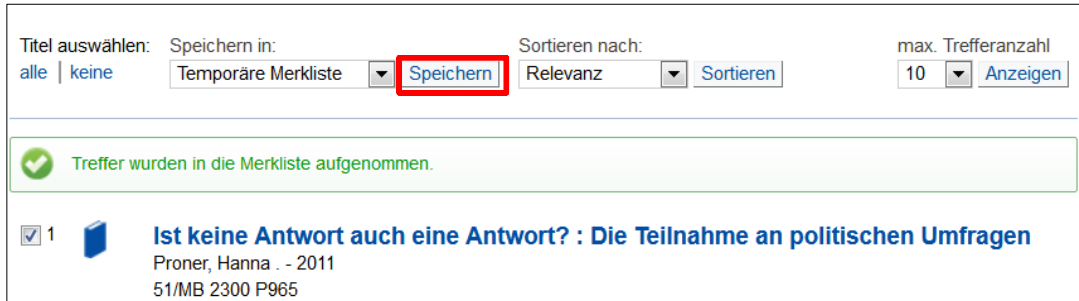 Titel auswählen: Speichern in: Sortieren nach: max. Trefferanzahl
alle | keine Temporäre Merkliste Speichern Relevanz Sortieren 10 Anzeigen
Treffer wurden in die Merkliste aufgenommen.
1 Ist keine Antwort auch eine Antwort? : Die Teilnahme an politischen Umfragen
Proner, Hanna . - 2011
51/MB 2300 P965